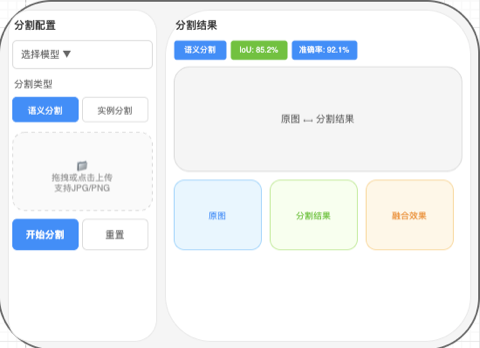 分割配置
选择模型 ▼
分割类型
语义分割
实例分割
拖拽或点击上传
支持JPG/PNG
开始分割
重置
分割结果
语义分割
IoU: 85.2%
准确率: 92.1%
原图 ⟷ 分割结果
原图
分割结果
融合效果